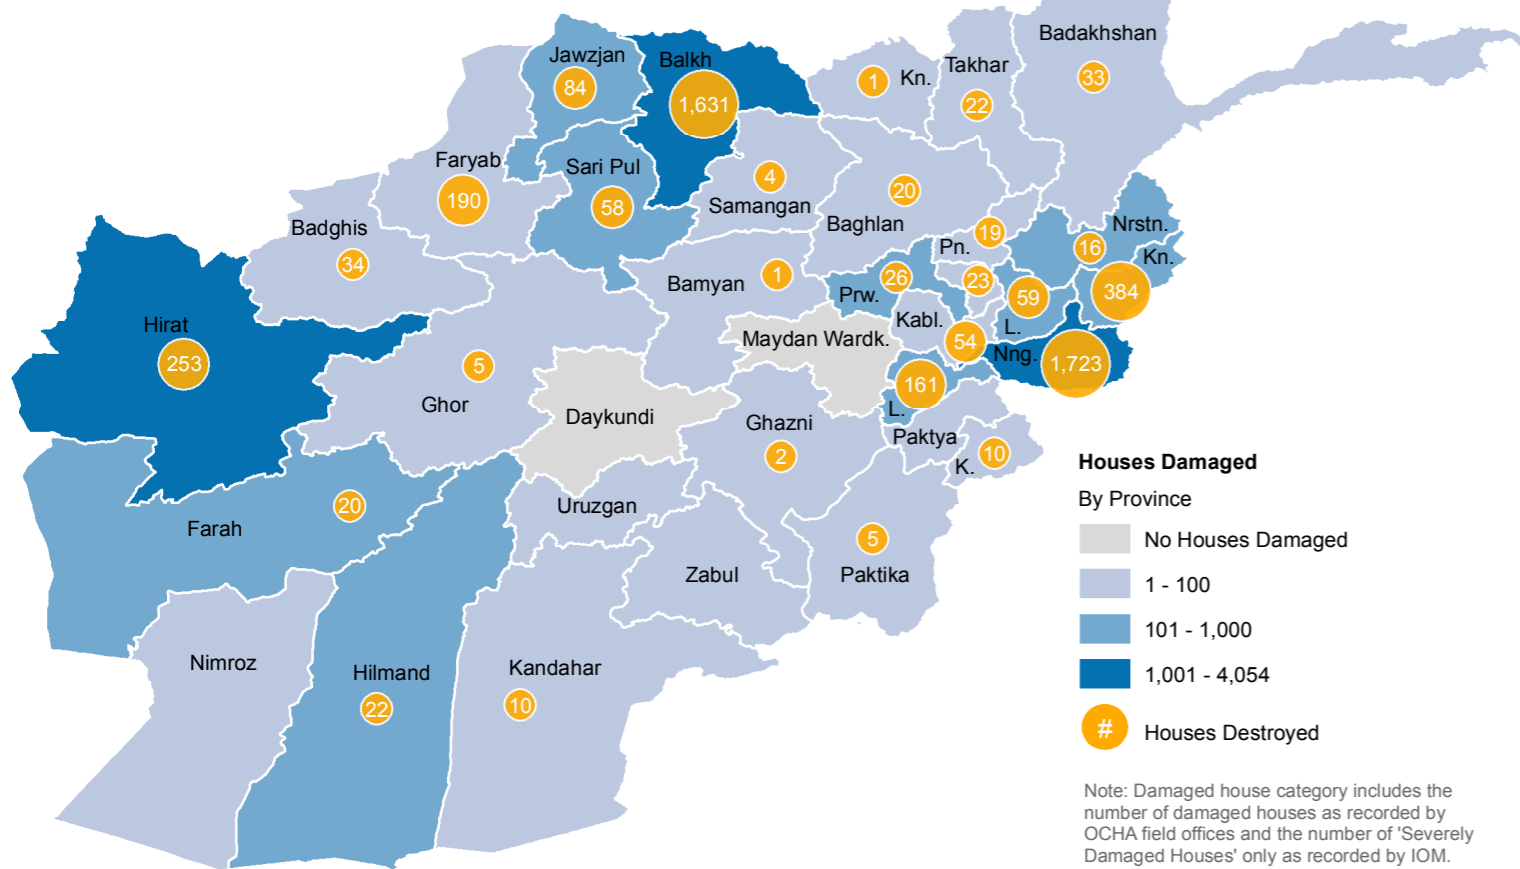 Badakhshan
33
Takhar
22
Kn.
1
Jawzjan
84
Balkh
1,631
Faryab
190
Sari Pul
58
Samangan
4
Baghlan
20
Badghis
34
Pn.
19
Nrstn.
16
Kn.
384
Bamyan
1
Prw.
26
23
59
L.
Kabl.
54
Hirat
253
Maydan Wardk.
Nng.
1,723
Ghor
5
161
L.
Daykundi
Ghazni
2
Paktya
K.
10
Farah
20
Uruzgan
Paktika
5
Zabul
Nimroz
Hilmand
22
Kandahar
10
Houses Damaged
By Province
No Houses Damaged
1 - 100
101 - 1,000
1,001 - 4,054
# Houses Destroyed
Note: Damaged house category includes the
number of damaged houses as recorded by
OCHA field offices and the number of 'Severely
Damaged Houses' only as recorded by IOM.